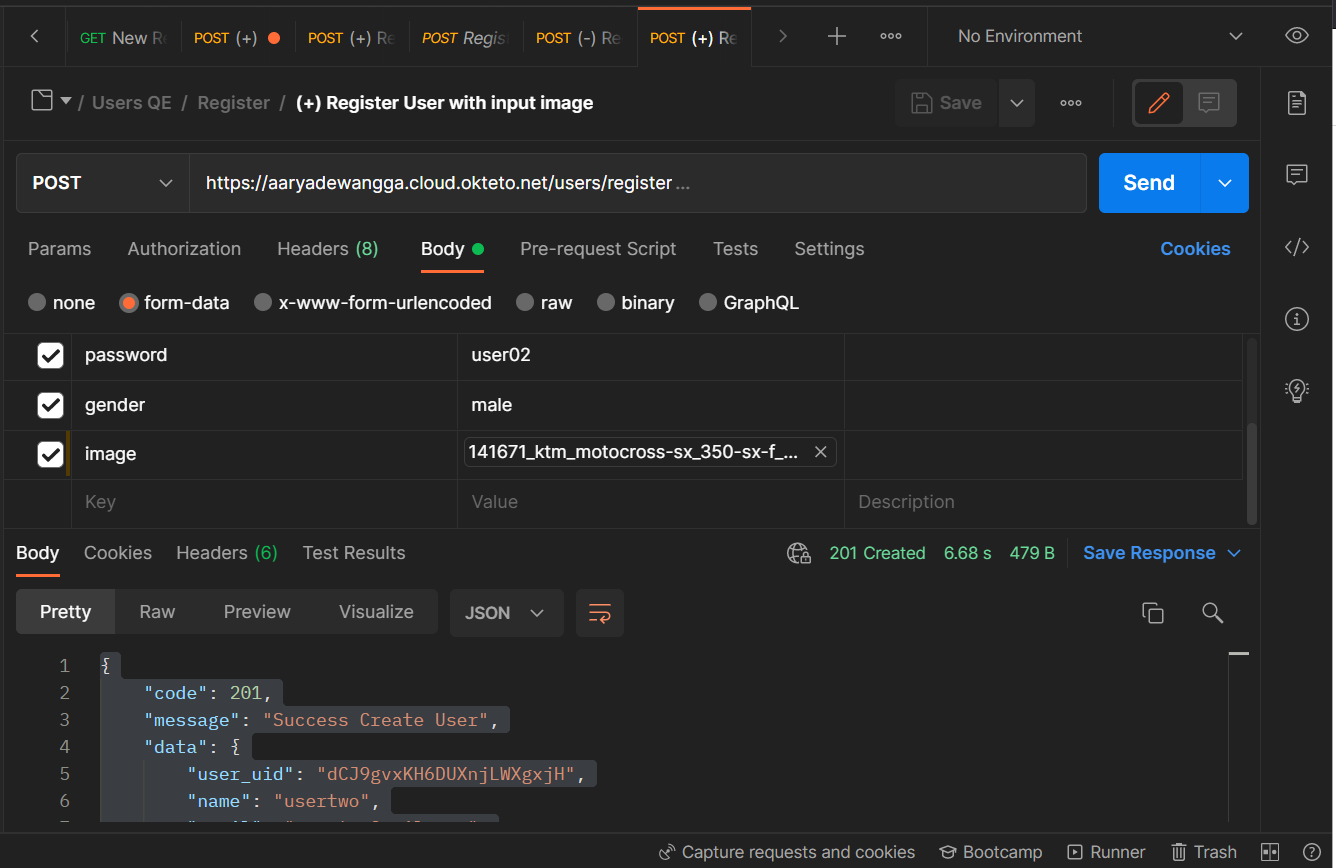 GET New Re
POST (+)
POST (+) Re
POST Regis
POST (-) Re
POST (+) Re
No Environment
/ Users QE / Register / (+) Register User with input image
Save
POST
https://aaryadewangga.cloud.okteto.net/users/register ...
Send
Params Authorization Headers (8) Body Pre-request Script Tests Settings Cookies
none form-data x-www-form-urlencoded raw binary GraphQL
password user02
gender male
image 141671_ktm_motocross-sx_350-sx-f_...
Key Value Description
Body Cookies Headers (6) Test Results 201 Created 6.68 s 479 B Save Response
Pretty Raw Preview Visualize JSON
1 {
2 "code": 201,
3 "message": "Success Create User",
4 "data": {
5 "user_uid": "dCJ9gvxKH6DUXnjLWXgxjH",
6 "name": "usertwo",
Capture requests and cookies Bootcamp Runner Trash